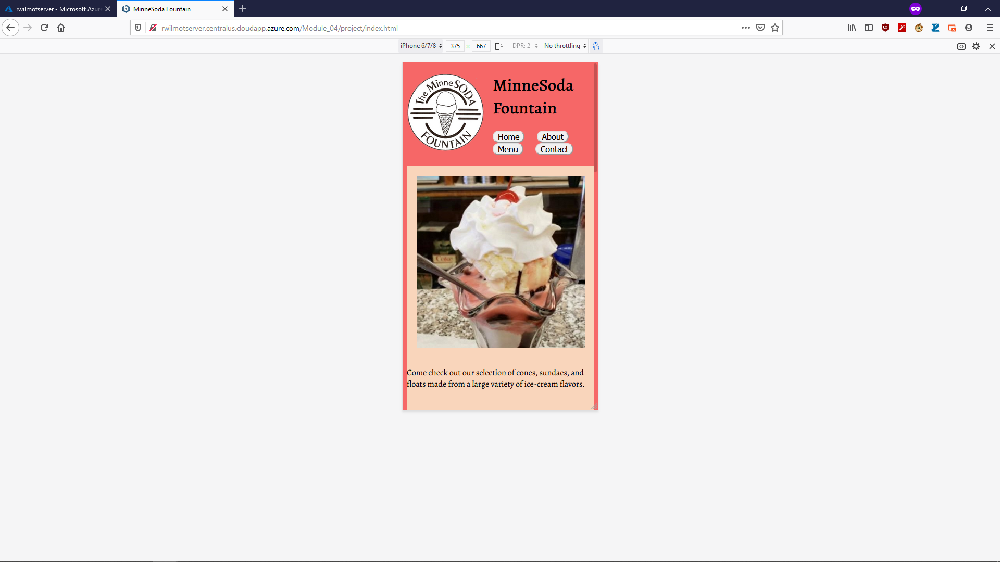 rwilmotserver - Microsoft Azur
MinneSoda Fountain
rwilmotserver.centralus.cloudapp.azure.com/Module_04/project/index.html
iPhone 6/7/8
375 × 667
DPR: 2
No throttling
The MinneSODA
FOUNTAIN
MinneSoda
Fountain
Home
About
Menu
Contact
Coke
Come check out our selection of cones, sundaes, and
floats made from a large variety of ice-cream flavors.